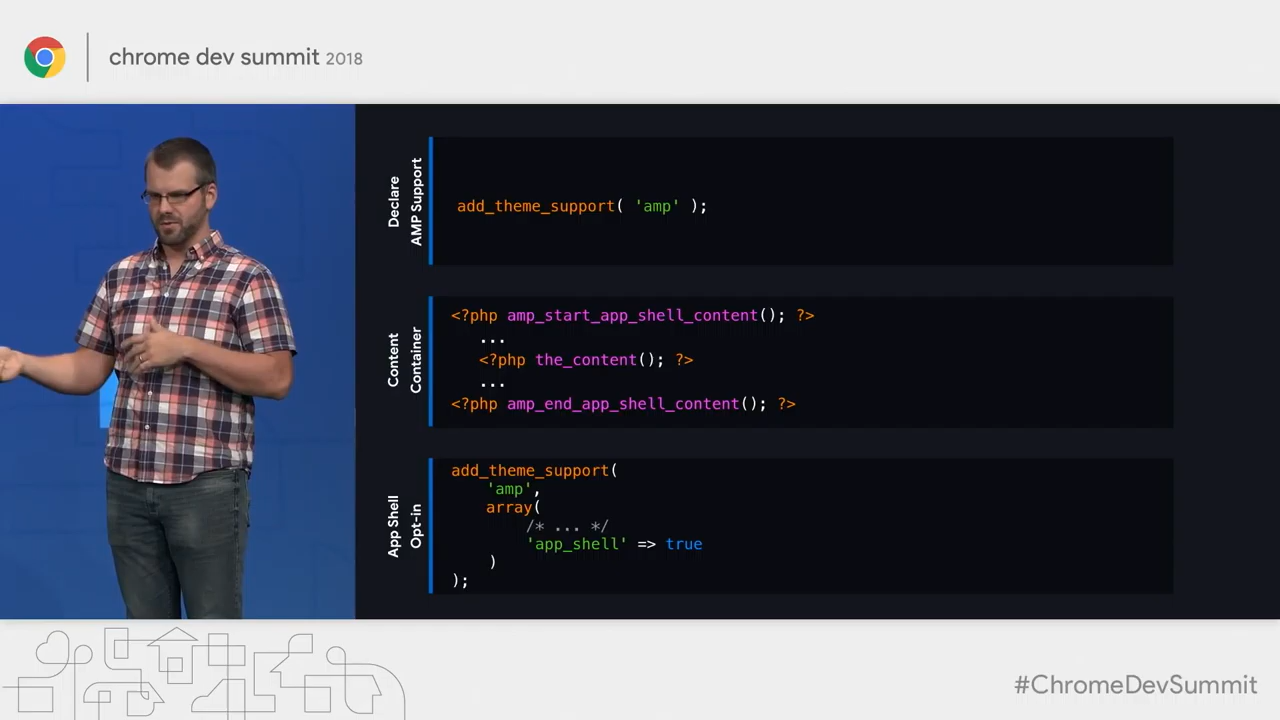 chrome dev summit 2018
Declare
AMP Support
add_theme_support( 'amp' );
Content
Container
<?php amp_start_app_shell_content(); ?>
...
<?php the_content(); ?>
...
<?php amp_end_app_shell_content(); ?>
App Shell
Opt-in
add_theme_support(
'amp',
array(
/* ... */
'app_shell' => true
)
);
#ChromeDevSummit